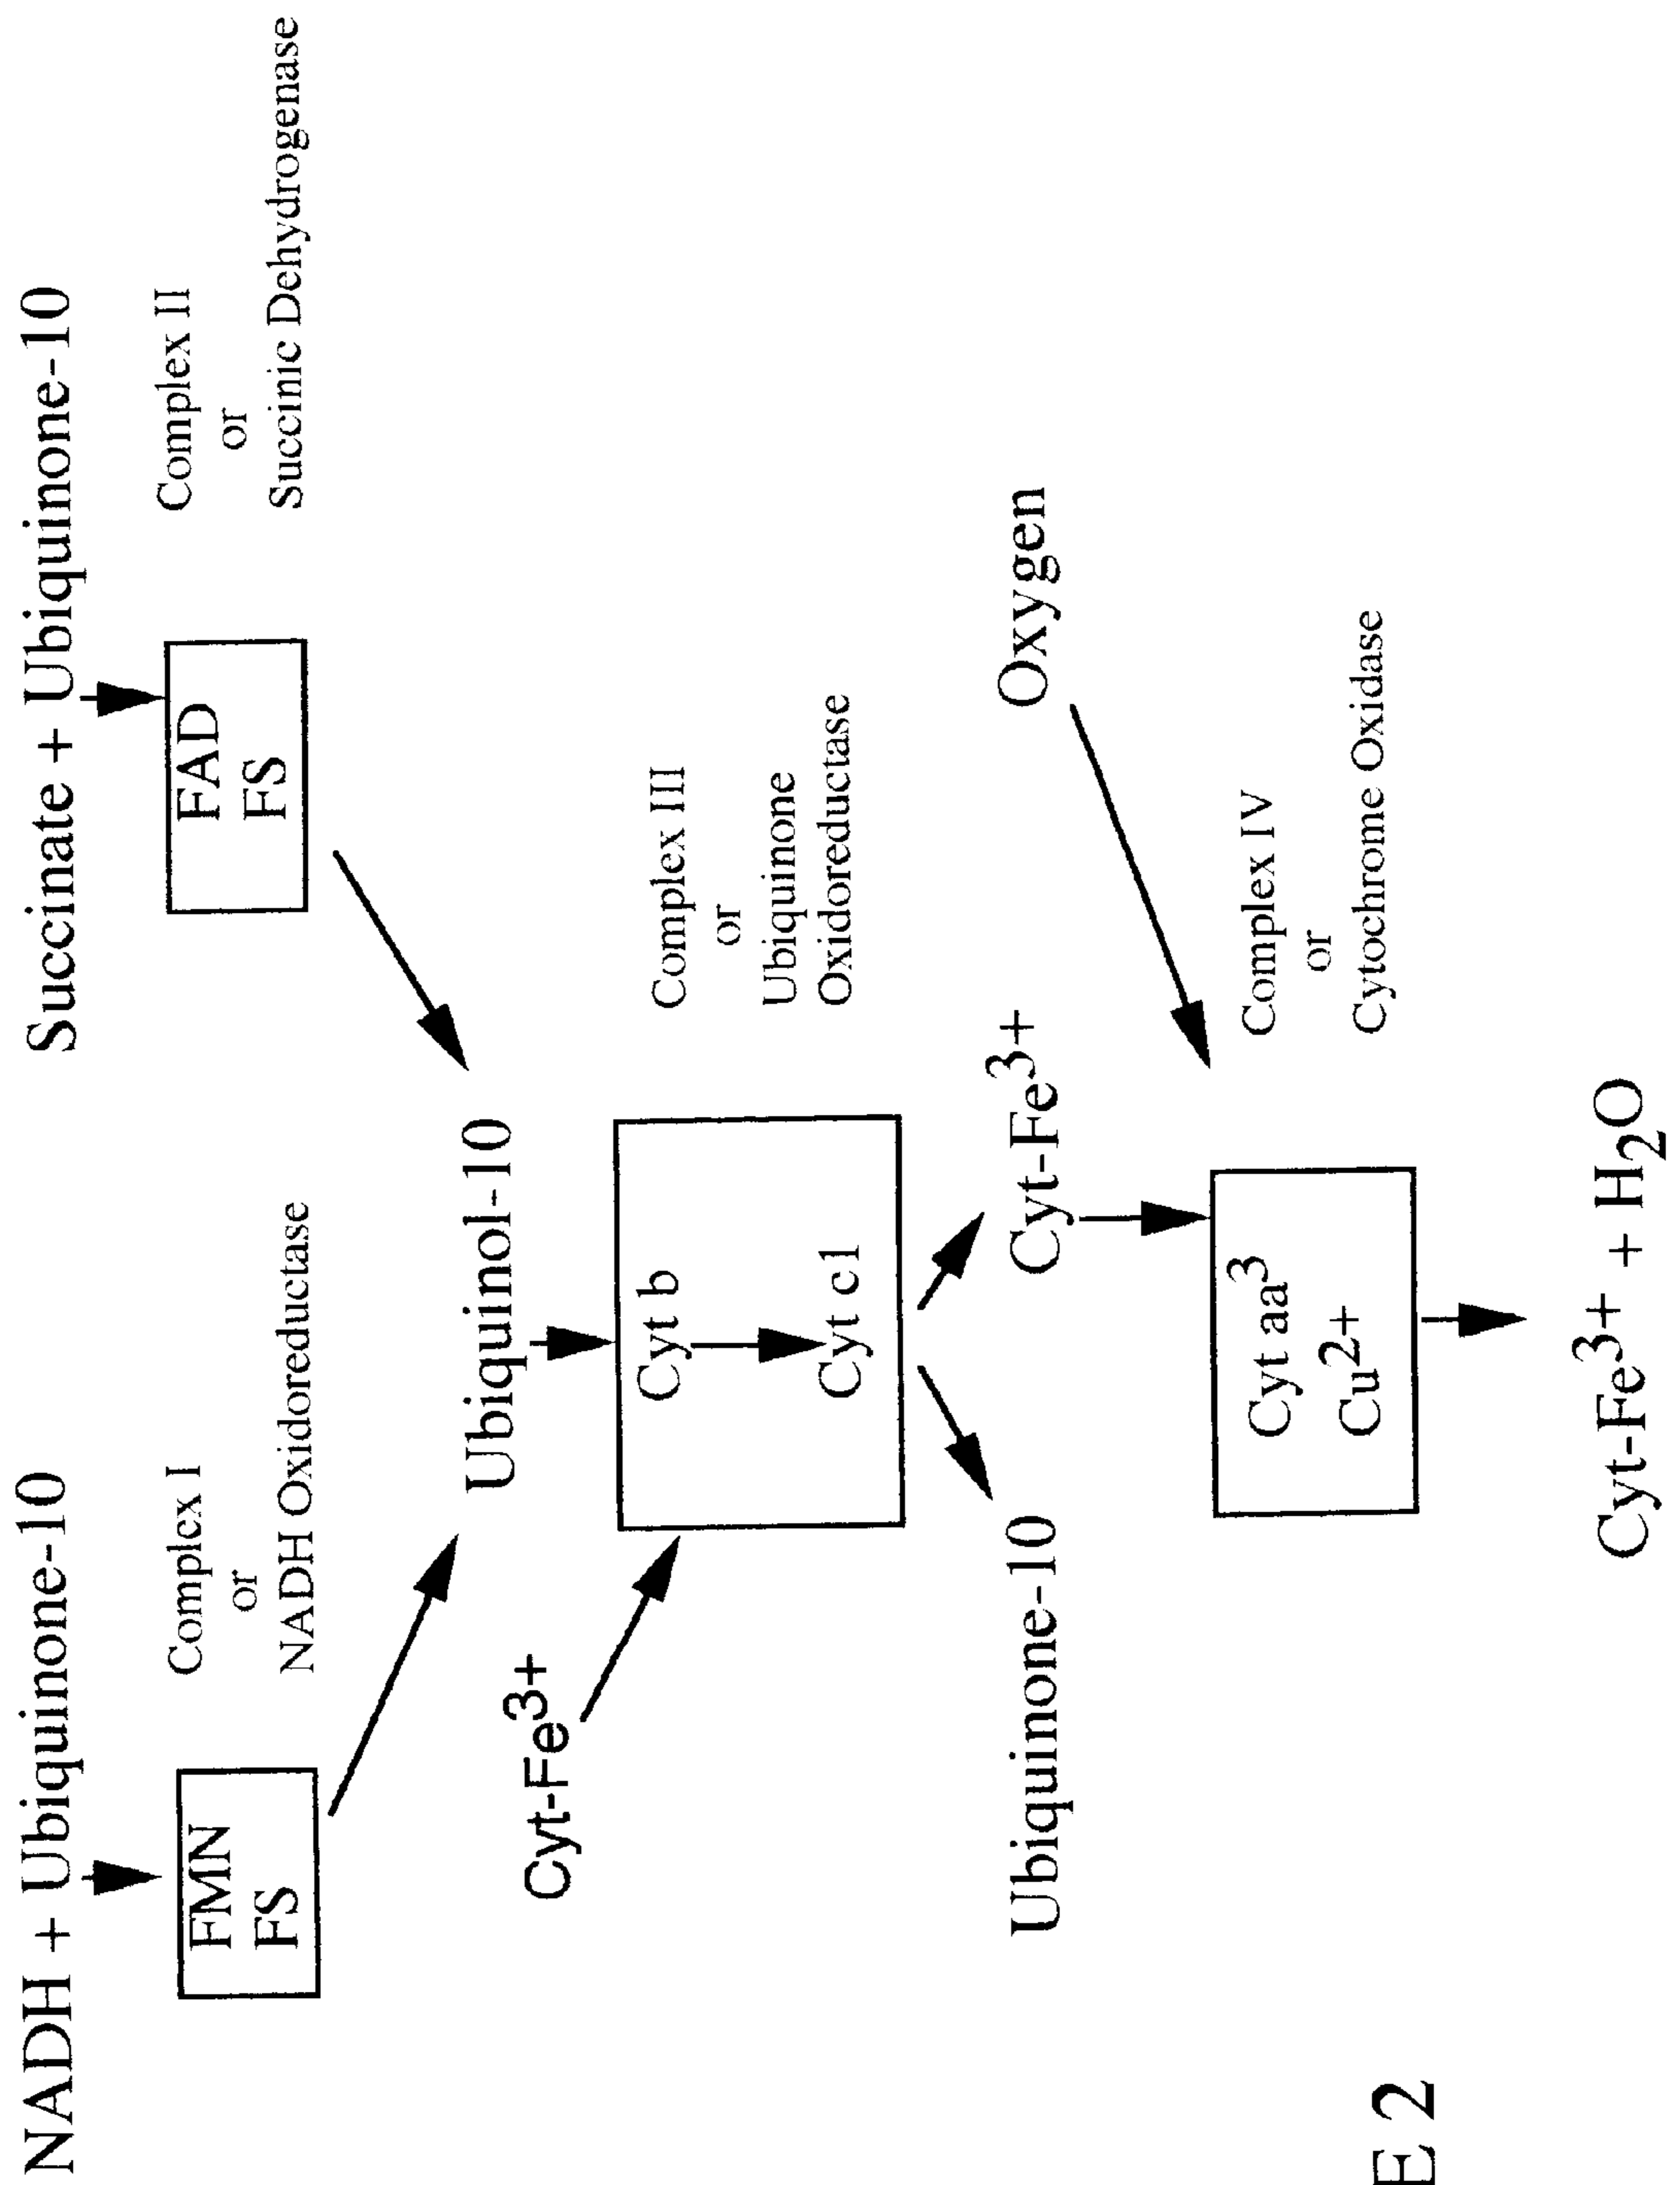 NADH + Ubiquinone-10
Succinate + Ubiquinone-10
FMN
FS
Complex I
or
NADH Oxidoreductase
FAD
FS
Complex II
or
Succinic Dehydrogenase
Ubiquinol-10
Cyt-Fe³⁺
Cyt b
Cyt c1
Complex III
or
Ubiquinone
Oxidoreductase
Ubiquinone-10
Cyt-Fe³⁺
Oxygen
Cyt aa³
Cu²⁺
Complex IV
or
Cytochrome Oxidase
Cyt-Fe³⁺ + H₂O
E 2